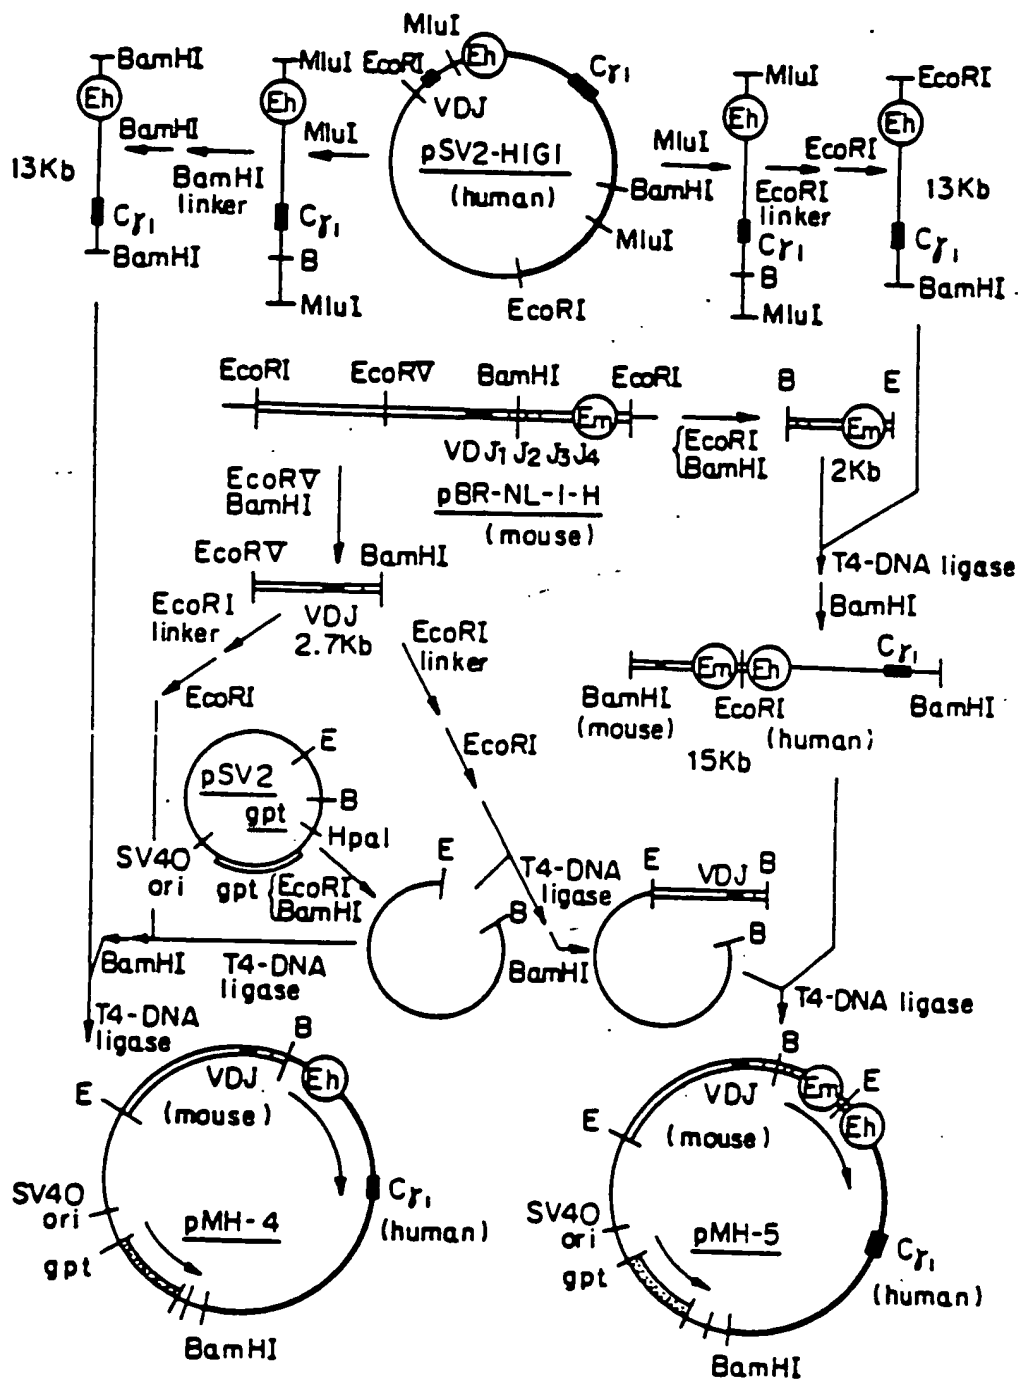 MluI
BamHI
MluI EcoRI
Eh
Cγ1
MluI
EcoRI
Eh
Eh
VDJ
Eh
Eh
BamHI
MluI
pSV2-HIGI
MluI
EcoRI
13Kb
BamHI
linker
(human)
BamHI
EcoRI
linker
13Kb
Cγ1
Cγ1
MluI
Cγ1
Cγ1
BamHI
B
B
BamHI
MluI
EcoRI
MluI
EcoRI
EcoRV
BamHI
EcoRI
B
E
Em
Em
VDJ1 J2 J3 J4
{EcoRI
BamHI
2Kb
EcoRV
BamHI
pBR-NL-1-H
(mouse)
EcoRV
BamHI
T4-DNA ligase
BamHI
EcoRI
linker
VDJ
2.7Kb
EcoRI
linker
Cγ1
Em
Eh
EcoRI
BamHI
(mouse)
EcoRI
(human)
BamHI
15Kb
E
EcoRI
pSV2
gpt
B
HpaI
SV40
ori
gpt
{EcoRI
BamHI
E
T4-DNA
ligase
E
VDJ
B
B
B
BamHI
T4-DNA
ligase
BamHI
T4-DNA ligase
T4-DNA
ligase
B
B
E
VDJ
(mouse)
Eh
E
VDJ
(mouse)
Em
E
Eh
SV40
ori
pMH-4
Cγ1
(human)
SV40
ori
pMH-5
Cγ1
(human)
gpt
gpt
BamHI
BamHI